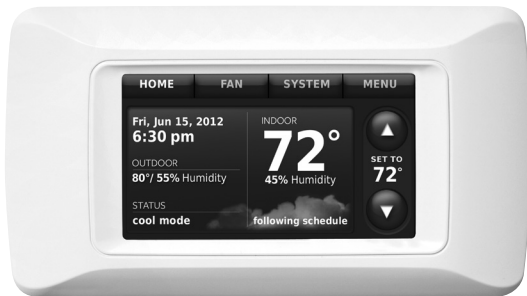 HOME FAN SYSTEM MENU
Fri, Jun 15, 2012
6:30 pm
OUTDOOR
80°/ 55% Humidity
STATUS
cool mode
INDOOR
72°
45% Humidity
following schedule
SET TO
72°